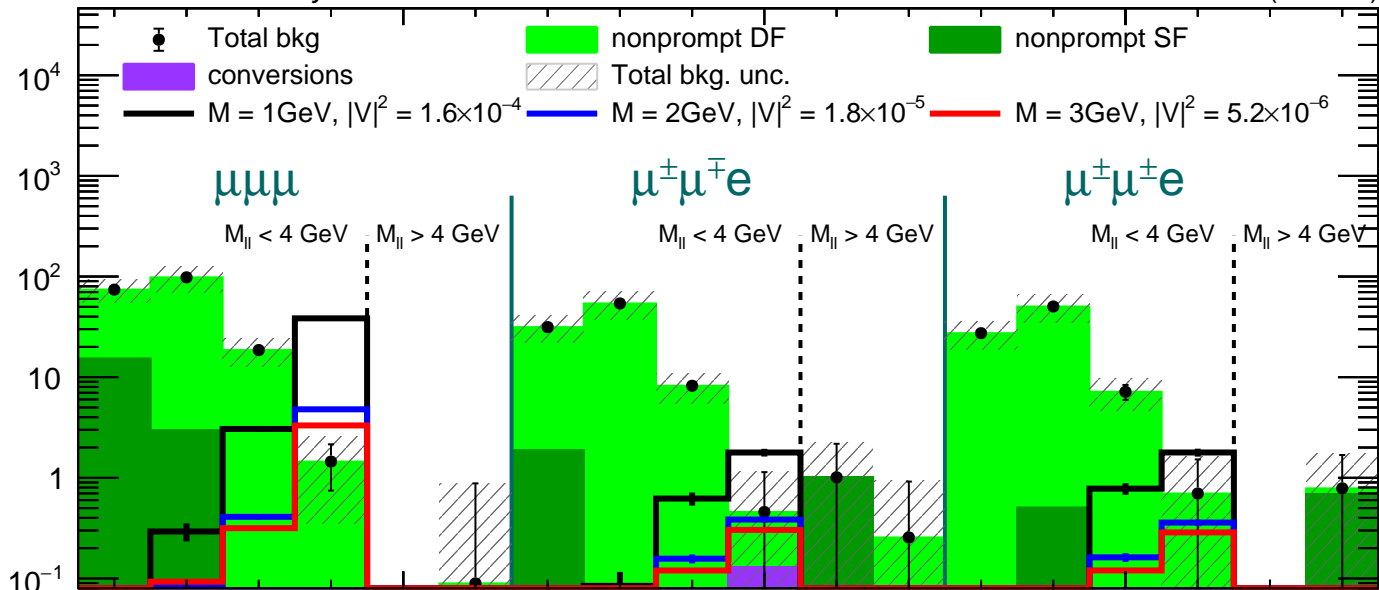 Total bkg nonprompt DF nonprompt SF
conversions Total bkg. unc.
M = 1GeV, |V|² = 1.6×10⁻⁴ M = 2GeV, |V|² = 1.8×10⁻⁵ M = 3GeV, |V|² = 5.2×10⁻⁶
10⁴
10³
10²
10
1
10⁻¹
μμμ μ±μ∓e μ±μ±e
M_ll < 4 GeV M_ll > 4 GeV M_ll < 4 GeV M_ll > 4 GeV M_ll < 4 GeV M_ll > 4 GeV